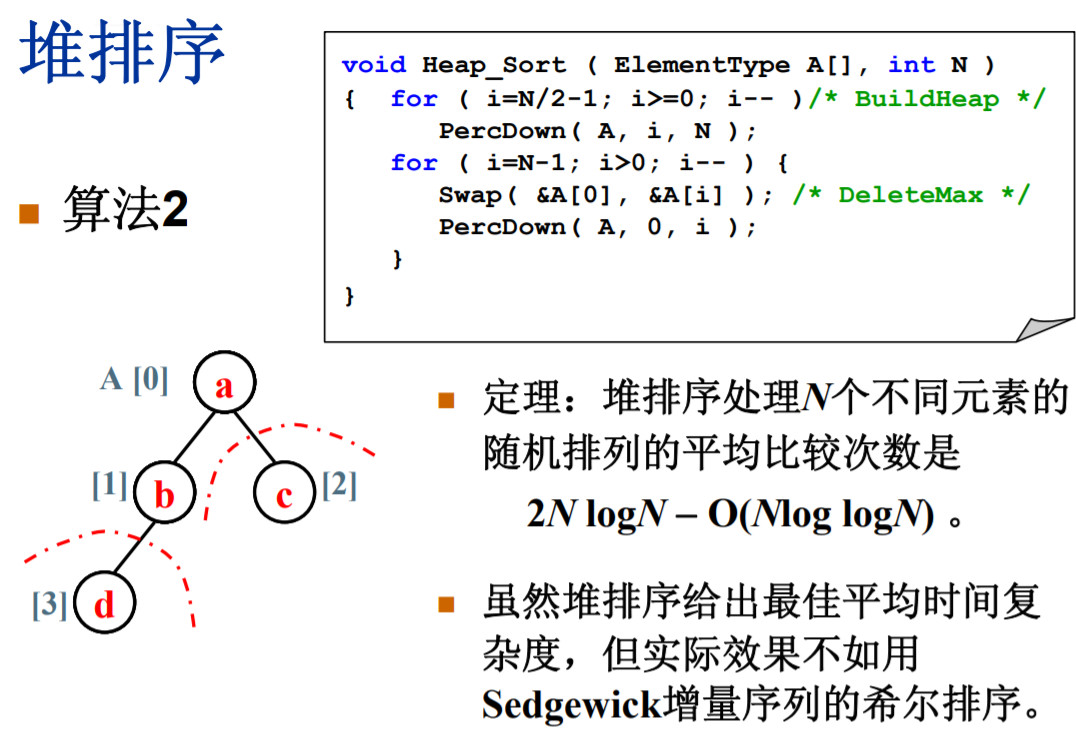 堆排序
void Heap_Sort ( ElementType A[], int N )
{ for ( i=N/2-1; i>=0; i-- )/* BuildHeap */
PercDown( A, i, N );
for ( i=N-1; i>0; i-- ) {
Swap( &A[0], &A[i] ); /* DeleteMax */
PercDown( A, 0, i );
}
}
算法2
A [0] a
[1] b c [2]
[3] d
定理：堆排序处理N个不同元素的
随机排列的平均比较次数是
2N logN – O(Nlog logN) 。
虽然堆排序给出最佳平均时间复
杂度，但实际效果不如用
Sedgewick增量序列的希尔排序。